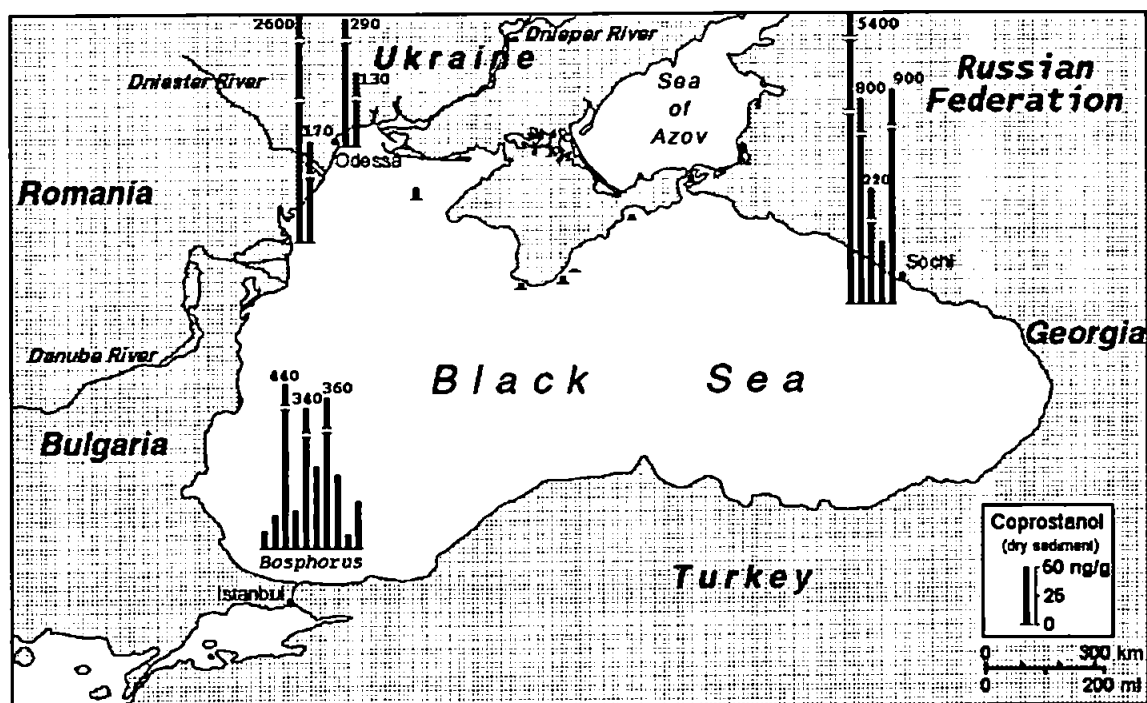 2600
290
Ukraine
Dnieper River
5400
Dniester River
130
Sea
of
Azov
800
900
Russian
Federation
170
Odessa
220
Romania
Sochi
Georgia
Danube River
440
340
360
Black Sea
Bulgaria
Bosphorus
Istanbul
Turkey
Coprostanol
(dry sediment)
50 ng/g
25
0
0 300 km
0 200 mi